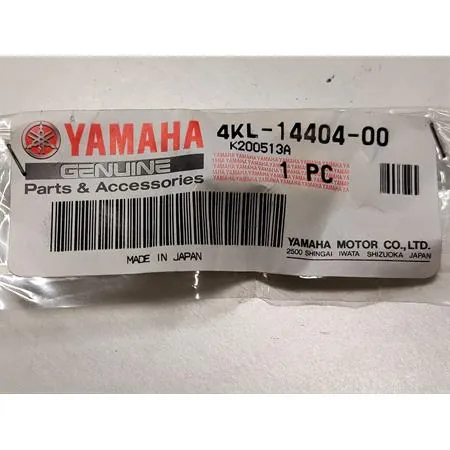 YAMAHA 4KL-14404-00
K200513A
GENUINE
Parts & Accessories
1 PC
YAMAHA MOTOR CO., LTD.
2500 SHINGAI IWATA SHIZUOKA JAPAN
MADE IN JAPAN